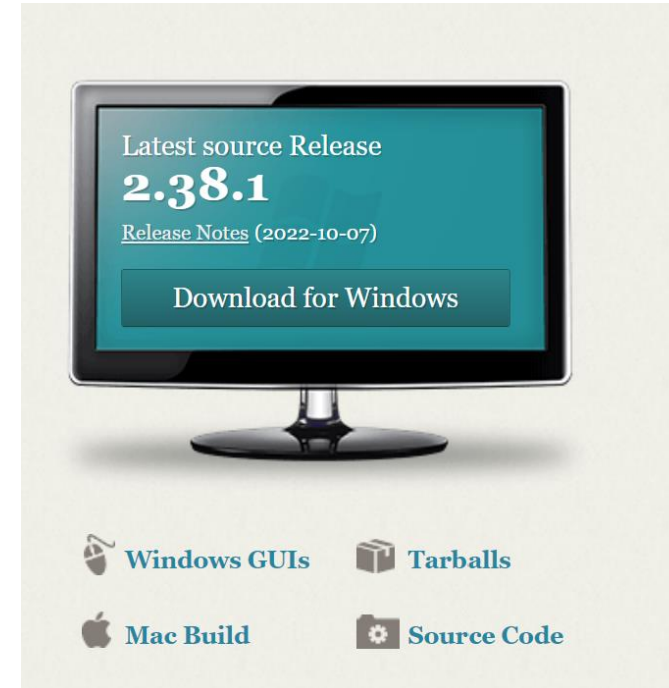 Latest source Release
2.38.1
Release Notes (2022-10-07)
Download for Windows
Windows GUIs
Tarballs
Mac Build
Source Code